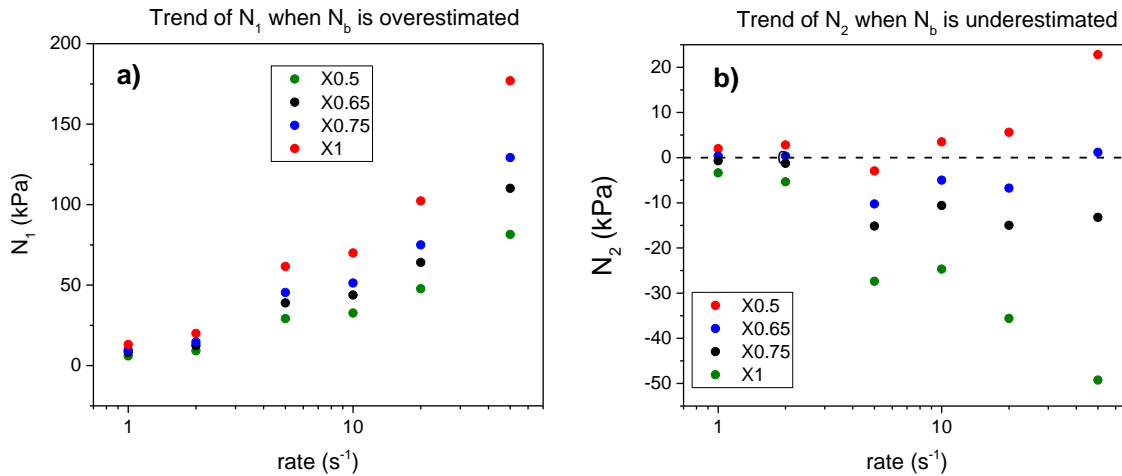 Trend of N₁ when N_b is overestimated
a)
X0.5
X0.65
X0.75
X1
200
150
100
50
0
N₁ (kPa)
1
10
rate (s⁻¹)
Trend of N₂ when N_b is underestimated
b)
20
10
0
-10
-20
-30
-40
-50
N₂ (kPa)
X0.5
X0.65
X0.75
X1
1
10
rate (s⁻¹)